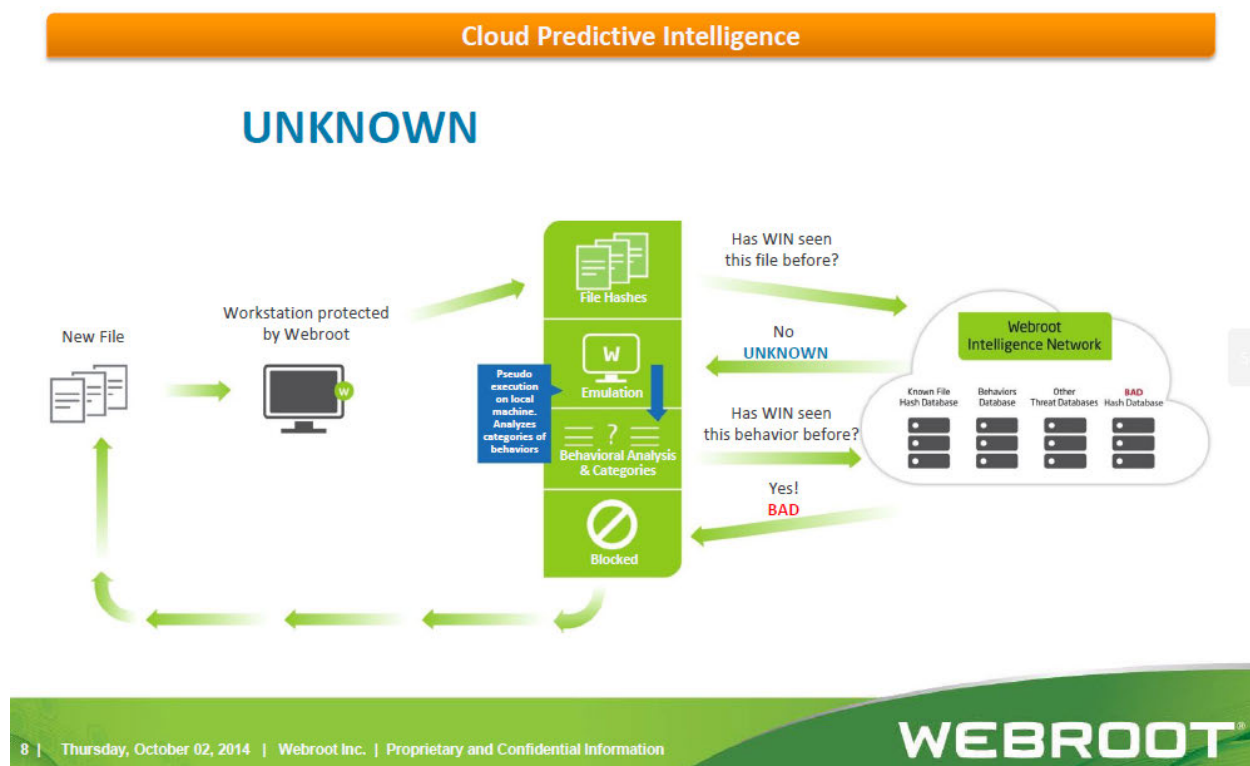 Cloud Predictive Intelligence
UNKNOWN
New File
Workstation protected
by Webroot
W
File Hashes
W
Emulation
Pseudo
execution
on local
machine.
Analyzes
categories of
behaviors
?
Behavioral Analysis
& Categories
Blocked
Has WIN seen
this file before?
No
UNKNOWN
Has WIN seen
this behavior before?
Yes!
BAD
Webroot
Intelligence Network
Known File
Hash Database
Behaviors
Database
Other
Threat Databases
BAD
Hash Database
8 | Thursday, October 02, 2014 | Webroot Inc. | Proprietary and Confidential Information
WEBROOT®